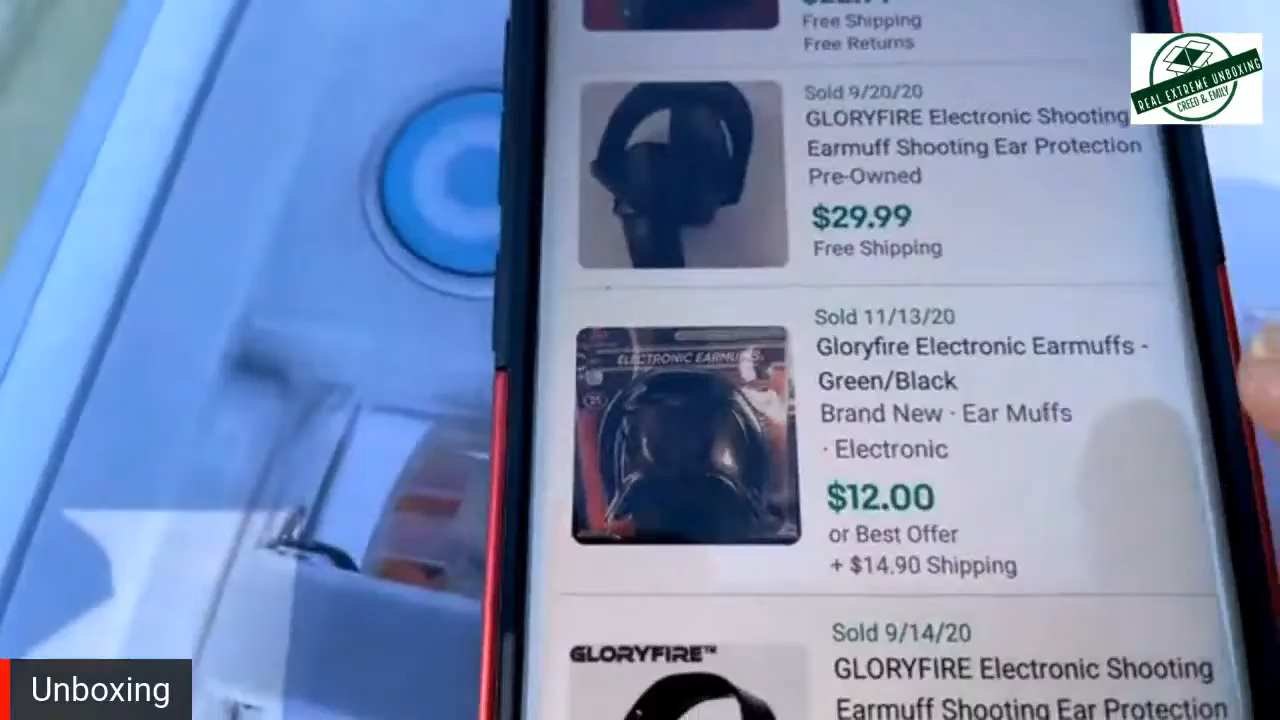 Free Shipping
Free Returns
REAL EXTREME UNBOXING
CREED & EMILY
Sold 9/20/20
GLORYFIRE Electronic Shooting
Earmuff Shooting Ear Protection
Pre-Owned
$29.99
Free Shipping
Sold 11/13/20
Gloryfire Electronic Earmuffs -
Green/Black
Brand New · Ear Muffs
· Electronic
$12.00
or Best Offer
+ $14.90 Shipping
ELECTRONIC EARMUFFS
Sold 9/14/20
GLORYFIRE™
GLORYFIRE Electronic Shooting
Earmuff Shooting Ear Protection
Unboxing